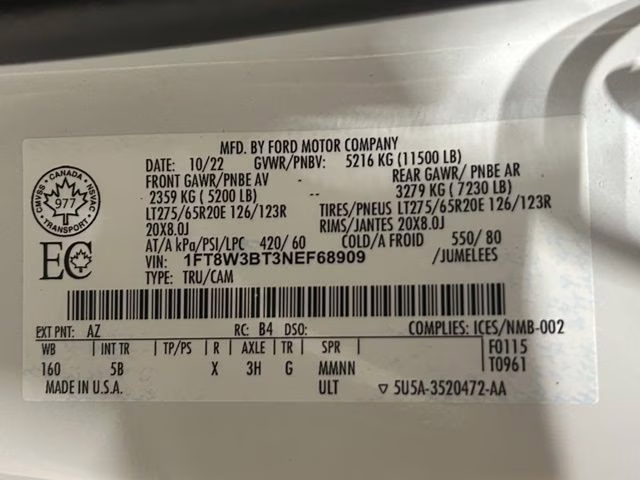 MFD. BY FORD MOTOR COMPANY
DATE: 10/22 GVWR/PNBV: 5216 KG (11500 LB)
FRONT GAWR/PNBE AV REAR GAWR/ PNBE AR
2359 KG ( 5200 LB) -- 3279 KG ( 7230 LB)
LT275/65R20E 126/123R TIRES/PNEUS LT275/65R20E 126/123R
20X8.0J RIMS/JANTES 20X8.0J
AT/A kPa/PSI/LPC 420/ 60 COLD/A FROID 550/ 80
VIN: 1FT8W3BT3NEF68909 /JUMELEES
TYPE: TRU/CAM
CANADA
CMVSS NSVAC
977
TRANSPORT
EC
EXT PNT: AZ RC: B4 DSO: COMPLIES: ICES/NMB-002
WB INT TR TP/PS R AXLE TR SPR F0115
160 5B X 3H G MMNN T0961
MADE IN U.S.A. ULT ▽ 5U5A-3520472-AA